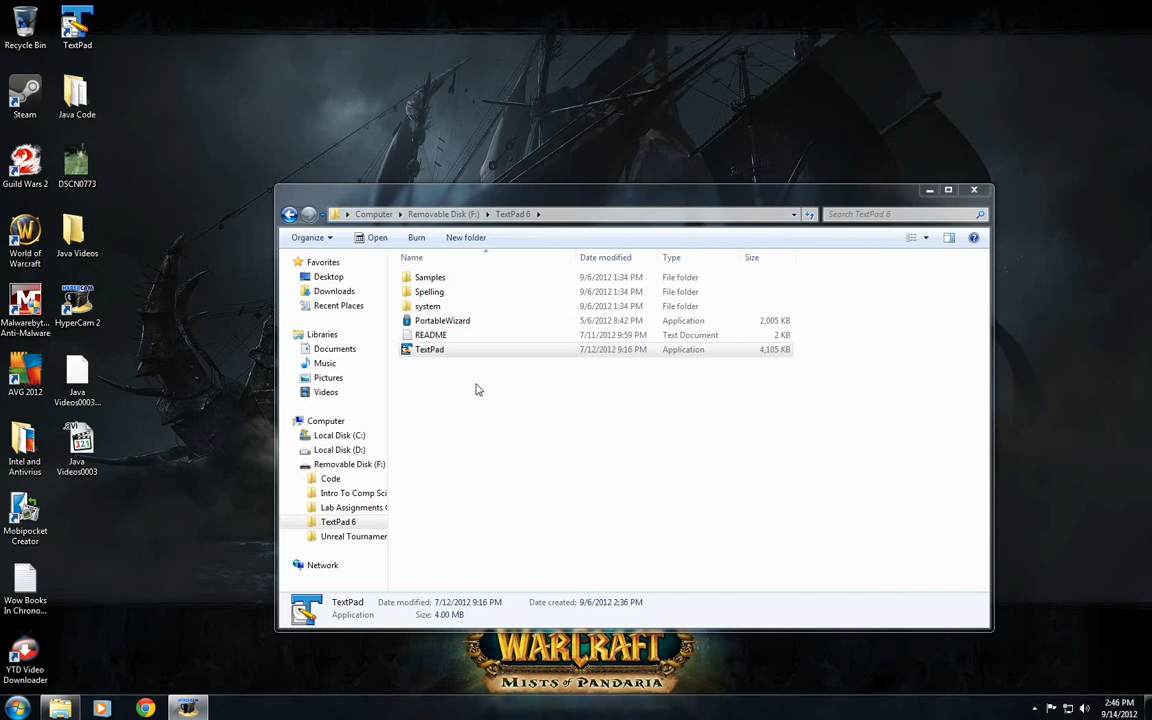 Recycle Bin
TextPad
Steam
Java Code
Guild Wars 2
DSCN0773
World of
Warcraft
Java Videos
Malwarebyt...
Anti-Malware
HyperCam 2
AVG 2012
Java
Videos0003...
Intel and
Antivrius
.avi
321
Java
Videos0003
Mobipocket
Creator
Wow Books
In Chrono...
YTD Video
Downloader
Computer
Removable Disk (F:)
TextPad 6
Search TextPad 6
Organize
Open
Burn
New folder
Favorites
Desktop
Downloads
Recent Places
Libraries
Documents
Music
Pictures
Videos
Computer
Local Disk (C:)
Local Disk (D:)
Removable Disk (F:)
Code
Intro To Comp Sci
Lab Assignments
TextPad 6
Unreal Tourname
Network
Name Date modified Type Size
Samples 9/6/2012 1:34 PM File folder
Spelling 9/6/2012 1:34 PM File folder
system 9/6/2012 1:34 PM File folder
PortableWizard 5/6/2012 8:42 PM Application 2,005 KB
README 7/11/2012 9:59 PM Text Document 2 KB
TextPad 7/12/2012 9:16 PM Application 4,105 KB
TextPad Date modified: 7/12/2012 9:16 PM Date created: 9/6/2012 2:36 PM
Application Size: 4.00 MB
WARCRAFT
MISTS OF PANDARIA
2:46 PM
9/14/2012